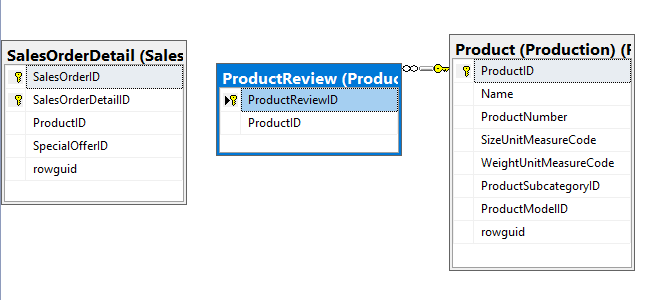 SalesOrderDetail (Sales
SalesOrderID
SalesOrderDetailID
ProductID
SpecialOfferID
rowguid
ProductReview (Produc
ProductReviewID
ProductID
Product (Production) (
ProductID
Name
ProductNumber
SizeUnitMeasureCode
WeightUnitMeasureCode
ProductSubcategoryID
ProductModelID
rowguid